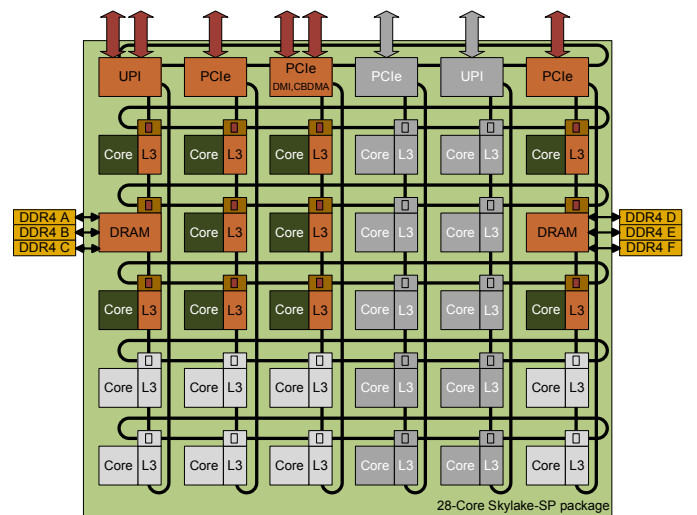 UPI PCIe PCIe PCIe UPI PCIe
DMI,CBDMA
Core L3 Core L3 Core L3 Core L3 Core L3 Core L3
DDR4 A DDR4 D
DRAM Core L3 Core L3 Core L3 Core L3 DRAM
DDR4 B DDR4 E
DDR4 C DDR4 F
Core L3 Core L3 Core L3 Core L3 Core L3 Core L3
Core L3 Core L3 Core L3 Core L3 Core L3 Core L3
Core L3 Core L3 Core L3 Core L3 Core L3 Core L3
28-Core Skylake-SP package